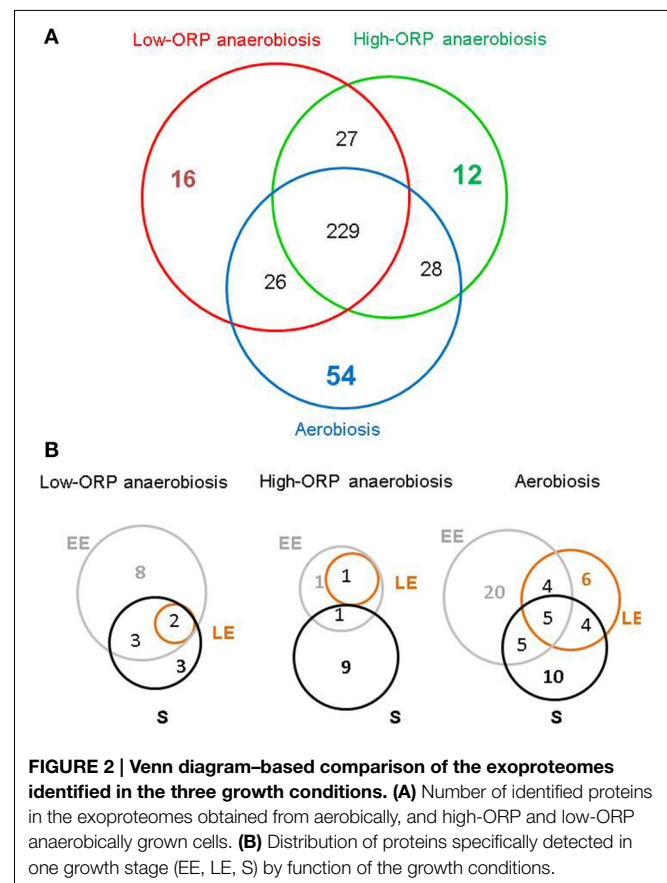 A
Low-ORP anaerobiosis High-ORP anaerobiosis
27
16 12
229
26 28
54
Aerobiosis
B
Low-ORP anaerobiosis High-ORP anaerobiosis Aerobiosis
EE 8 2 3 3 LE S
EE 1 1 LE 1 9 S
EE 20 4 6 5 4 LE 5 10 S
FIGURE 2 | Venn diagram–based comparison of the exoproteomes
identified in the three growth conditions. (A) Number of identified proteins
in the exoproteomes obtained from aerobically, and high-ORP and low-ORP
anaerobically grown cells. (B) Distribution of proteins specifically detected in
one growth stage (EE, LE, S) by function of the growth conditions.